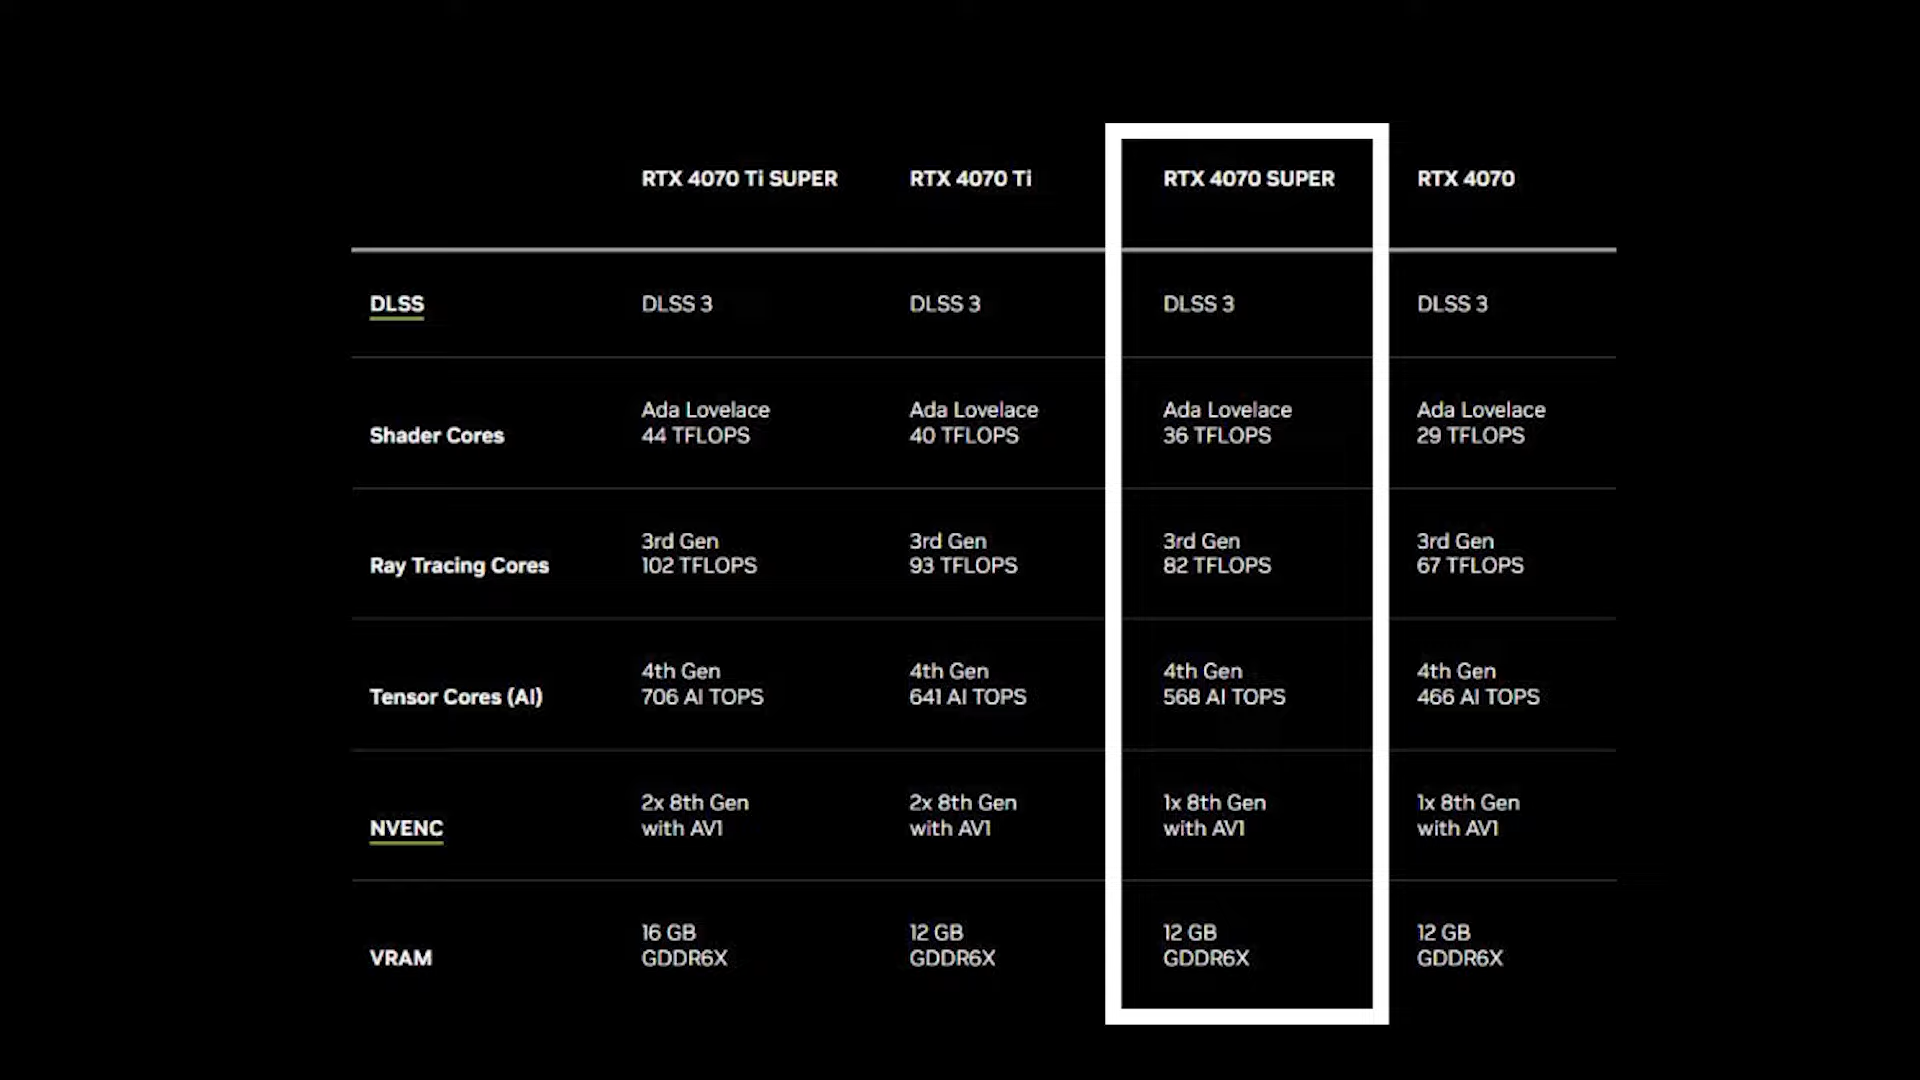 RTX 4070 Ti SUPER RTX 4070 Ti RTX 4070 SUPER RTX 4070
DLSS DLSS 3 DLSS 3 DLSS 3 DLSS 3
Ada Lovelace Ada Lovelace Ada Lovelace Ada Lovelace
Shader Cores 44 TFLOPS 40 TFLOPS 36 TFLOPS 29 TFLOPS
3rd Gen 3rd Gen 3rd Gen 3rd Gen
Ray Tracing Cores 102 TFLOPS 93 TFLOPS 82 TFLOPS 67 TFLOPS
4th Gen 4th Gen 4th Gen 4th Gen
Tensor Cores (AI) 706 AI TOPS 641 AI TOPS 568 AI TOPS 466 AI TOPS
2x 8th Gen 2x 8th Gen 1x 8th Gen 1x 8th Gen
NVENC with AV1 with AV1 with AV1 with AV1
16 GB 12 GB 12 GB 12 GB
VRAM GDDR6X GDDR6X GDDR6X GDDR6X